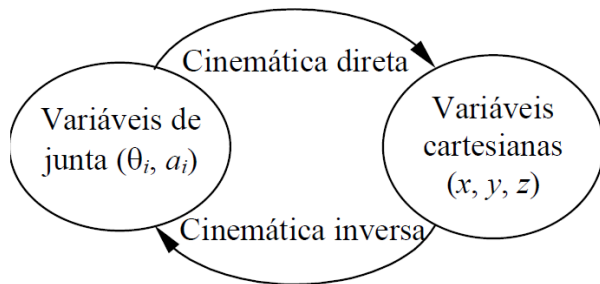 Cinemática direta
Variáveis de
junta (θi, ai)
Variáveis
cartesianas
(x, y, z)
Cinemática inversa